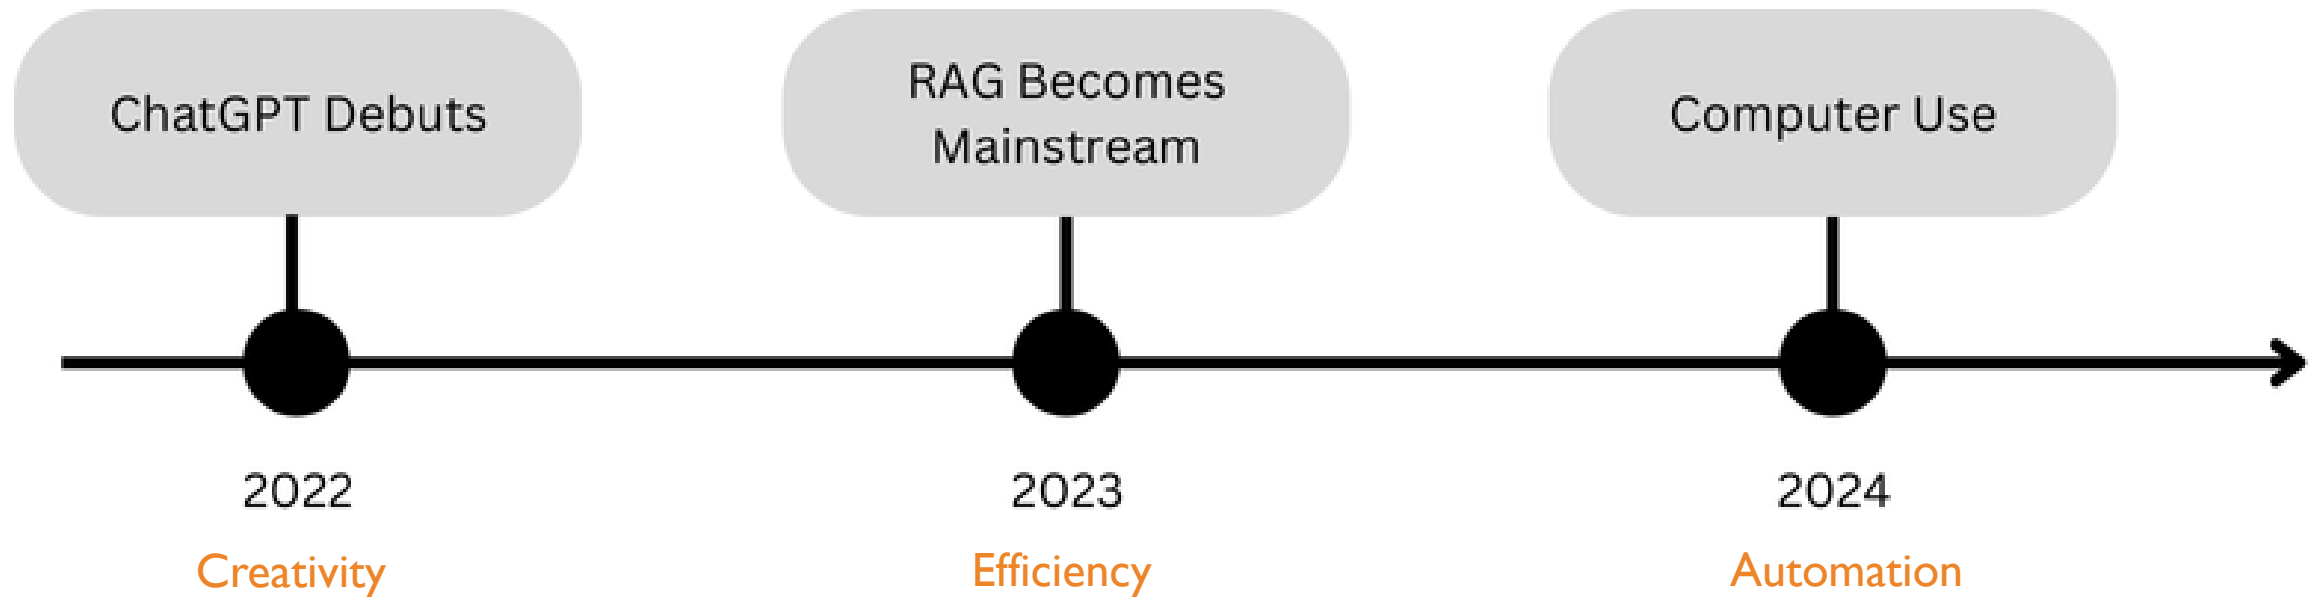 ChatGPT Debuts
RAG Becomes
Mainstream
Computer Use
2022
2023
2024
Creativity
Efficiency
Automation